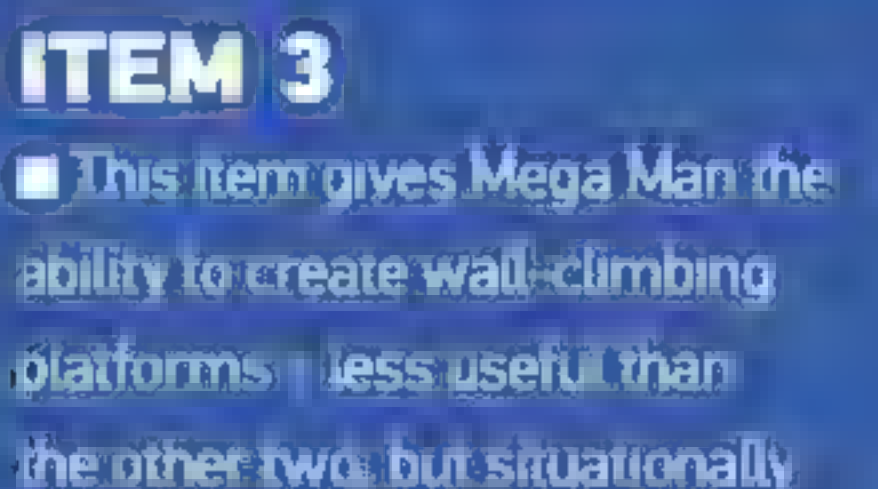 ITEM 3
This item gives Mega Man the
ability to create wall-climbing
platforms - less useful than
the other two, but situationally